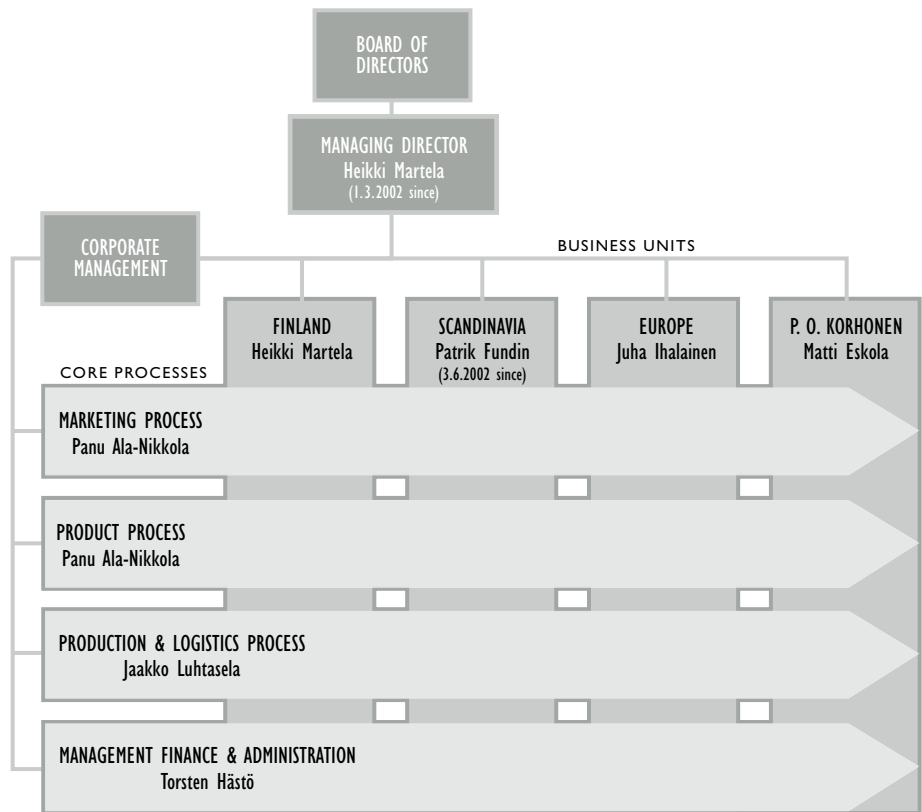 BOARD OF
DIRECTORS
MANAGING DIRECTOR
Heikki Martela
(1.3.2002 since)
CORPORATE
MANAGEMENT
BUSINESS UNITS
FINLAND
Heikki Martela
SCANDINAVIA
Patrik Fundin
(3.6.2002 since)
EUROPE
Juha Ihalainen
P. O. KORHONEN
Matti Eskola
CORE PROCESSES
MARKETING PROCESS
Panu Ala-Nikkola
PRODUCT PROCESS
Panu Ala-Nikkola
PRODUCTION & LOGISTICS PROCESS
Jaakko Luhtasela
MANAGEMENT FINANCE & ADMINISTRATION
Torsten Hästö